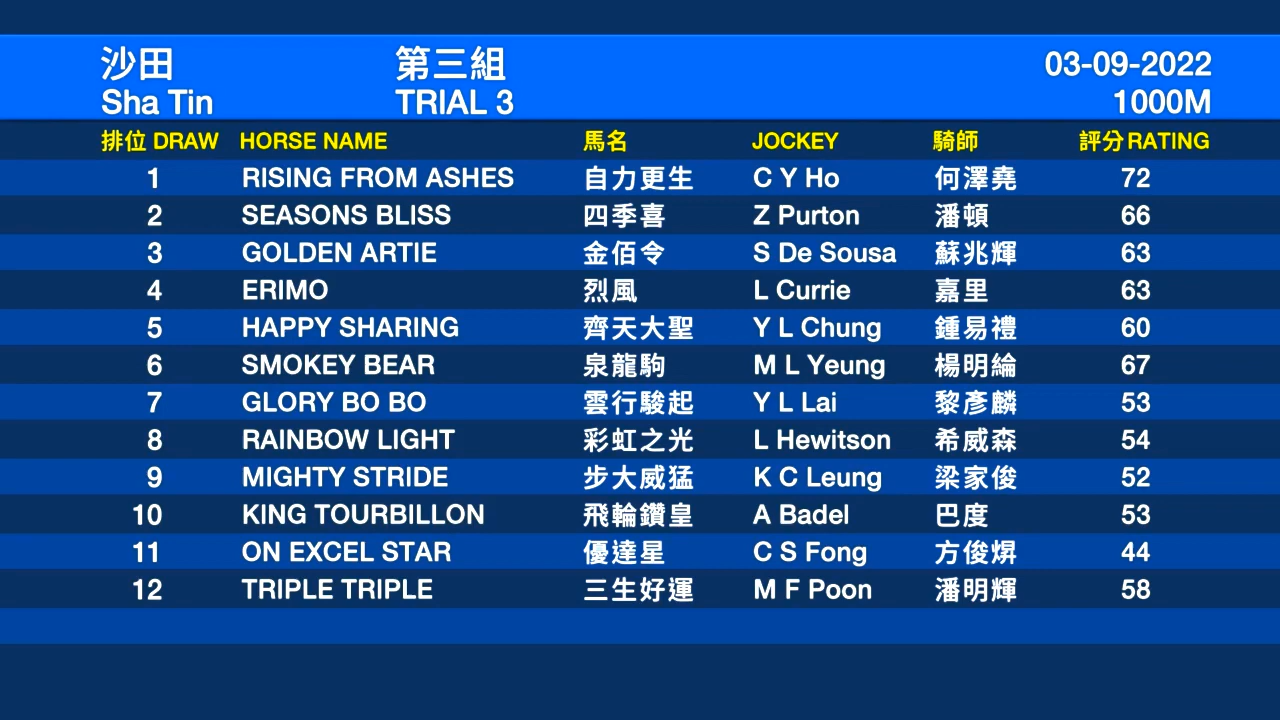 沙田 第三組 03-09-2022
Sha Tin TRIAL 3 1000M
排位 DRAW HORSE NAME 馬名 JOCKEY 騎師 評分 RATING
1 RISING FROM ASHES 自力更生 C Y Ho 何澤堯 72
2 SEASONS BLISS 四季喜 Z Purton 潘頓 66
3 GOLDEN ARTIE 金佰令 S De Sousa 蘇兆輝 63
4 ERIMO 烈風 L Currie 嘉里 63
5 HAPPY SHARING 齊天大聖 Y L Chung 鍾易禮 60
6 SMOKEY BEAR 泉龍駒 M L Yeung 楊明綸 67
7 GLORY BO BO 雲行駿起 Y L Lai 黎彥麟 53
8 RAINBOW LIGHT 彩虹之光 L Hewitson 希威森 54
9 MIGHTY STRIDE 步大威猛 K C Leung 梁家俊 52
10 KING TOURBILLON 飛輪鑽皇 A Badel 巴度 53
11 ON EXCEL STAR 優達星 C S Fong 方俊焺 44
12 TRIPLE TRIPLE 三生好運 M F Poon 潘明輝 58